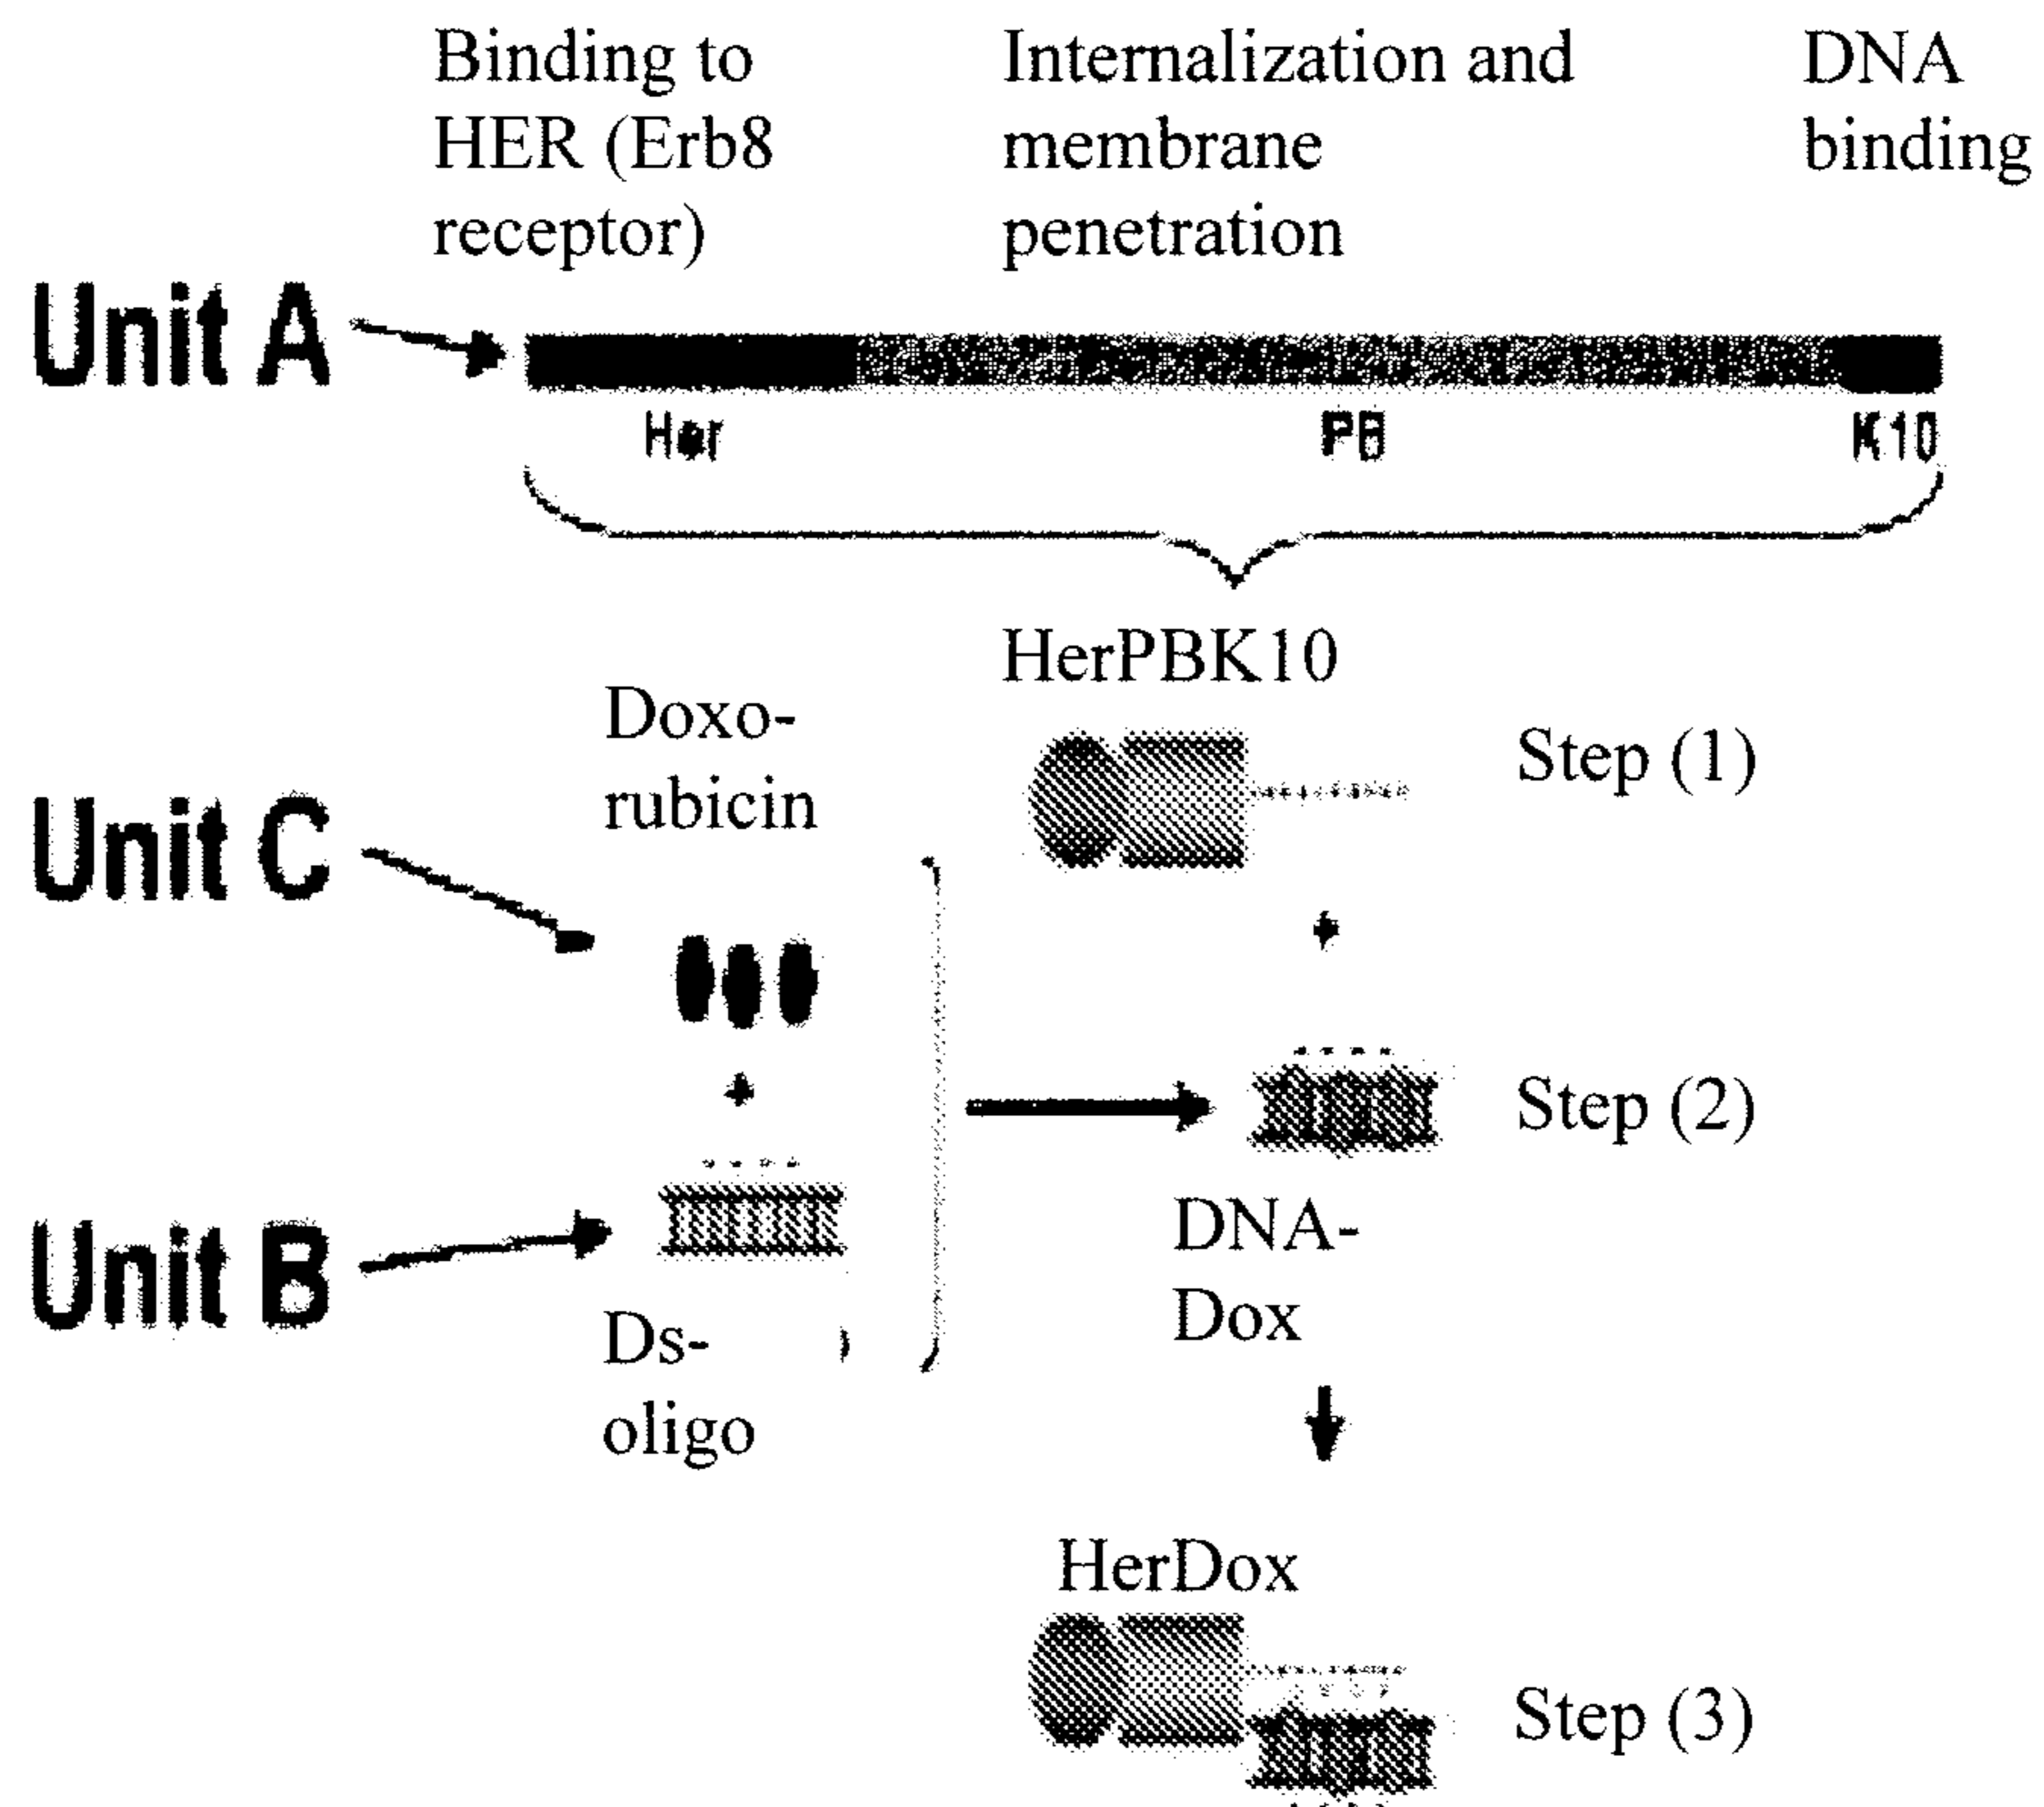 Binding to
HER (Erb8
receptor)
Internalization and
membrane
penetration
DNA
binding
Unit A
Her
PB
K10
HerPBK10
Doxo-
rubicin
Step (1)
Unit C
Step (2)
Unit B
DNA-
Dox
Ds-
oligo
HerDox
Step (3)